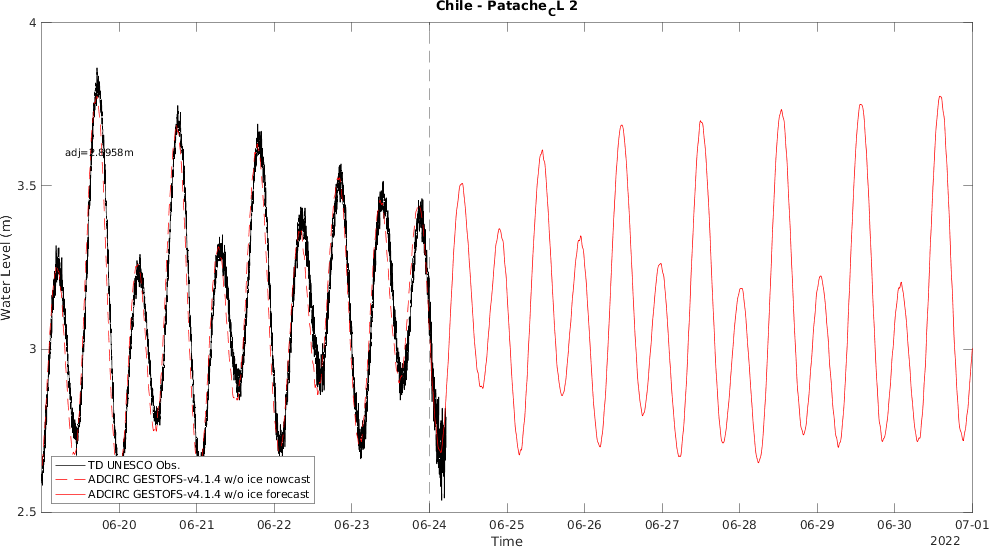 Chile - Patache_CL 2
4
3.5
3
2.5
Water Level (m)
adj=2.8958m
TD UNESCO Obs.
ADCIRC GESTOFS-v4.1.4 w/o ice nowcast
ADCIRC GESTOFS-v4.1.4 w/o ice forecast
06-20 06-21 06-22 06-23 06-24 06-25 06-26 06-27 06-28 06-29 06-30 07-01
Time
2022